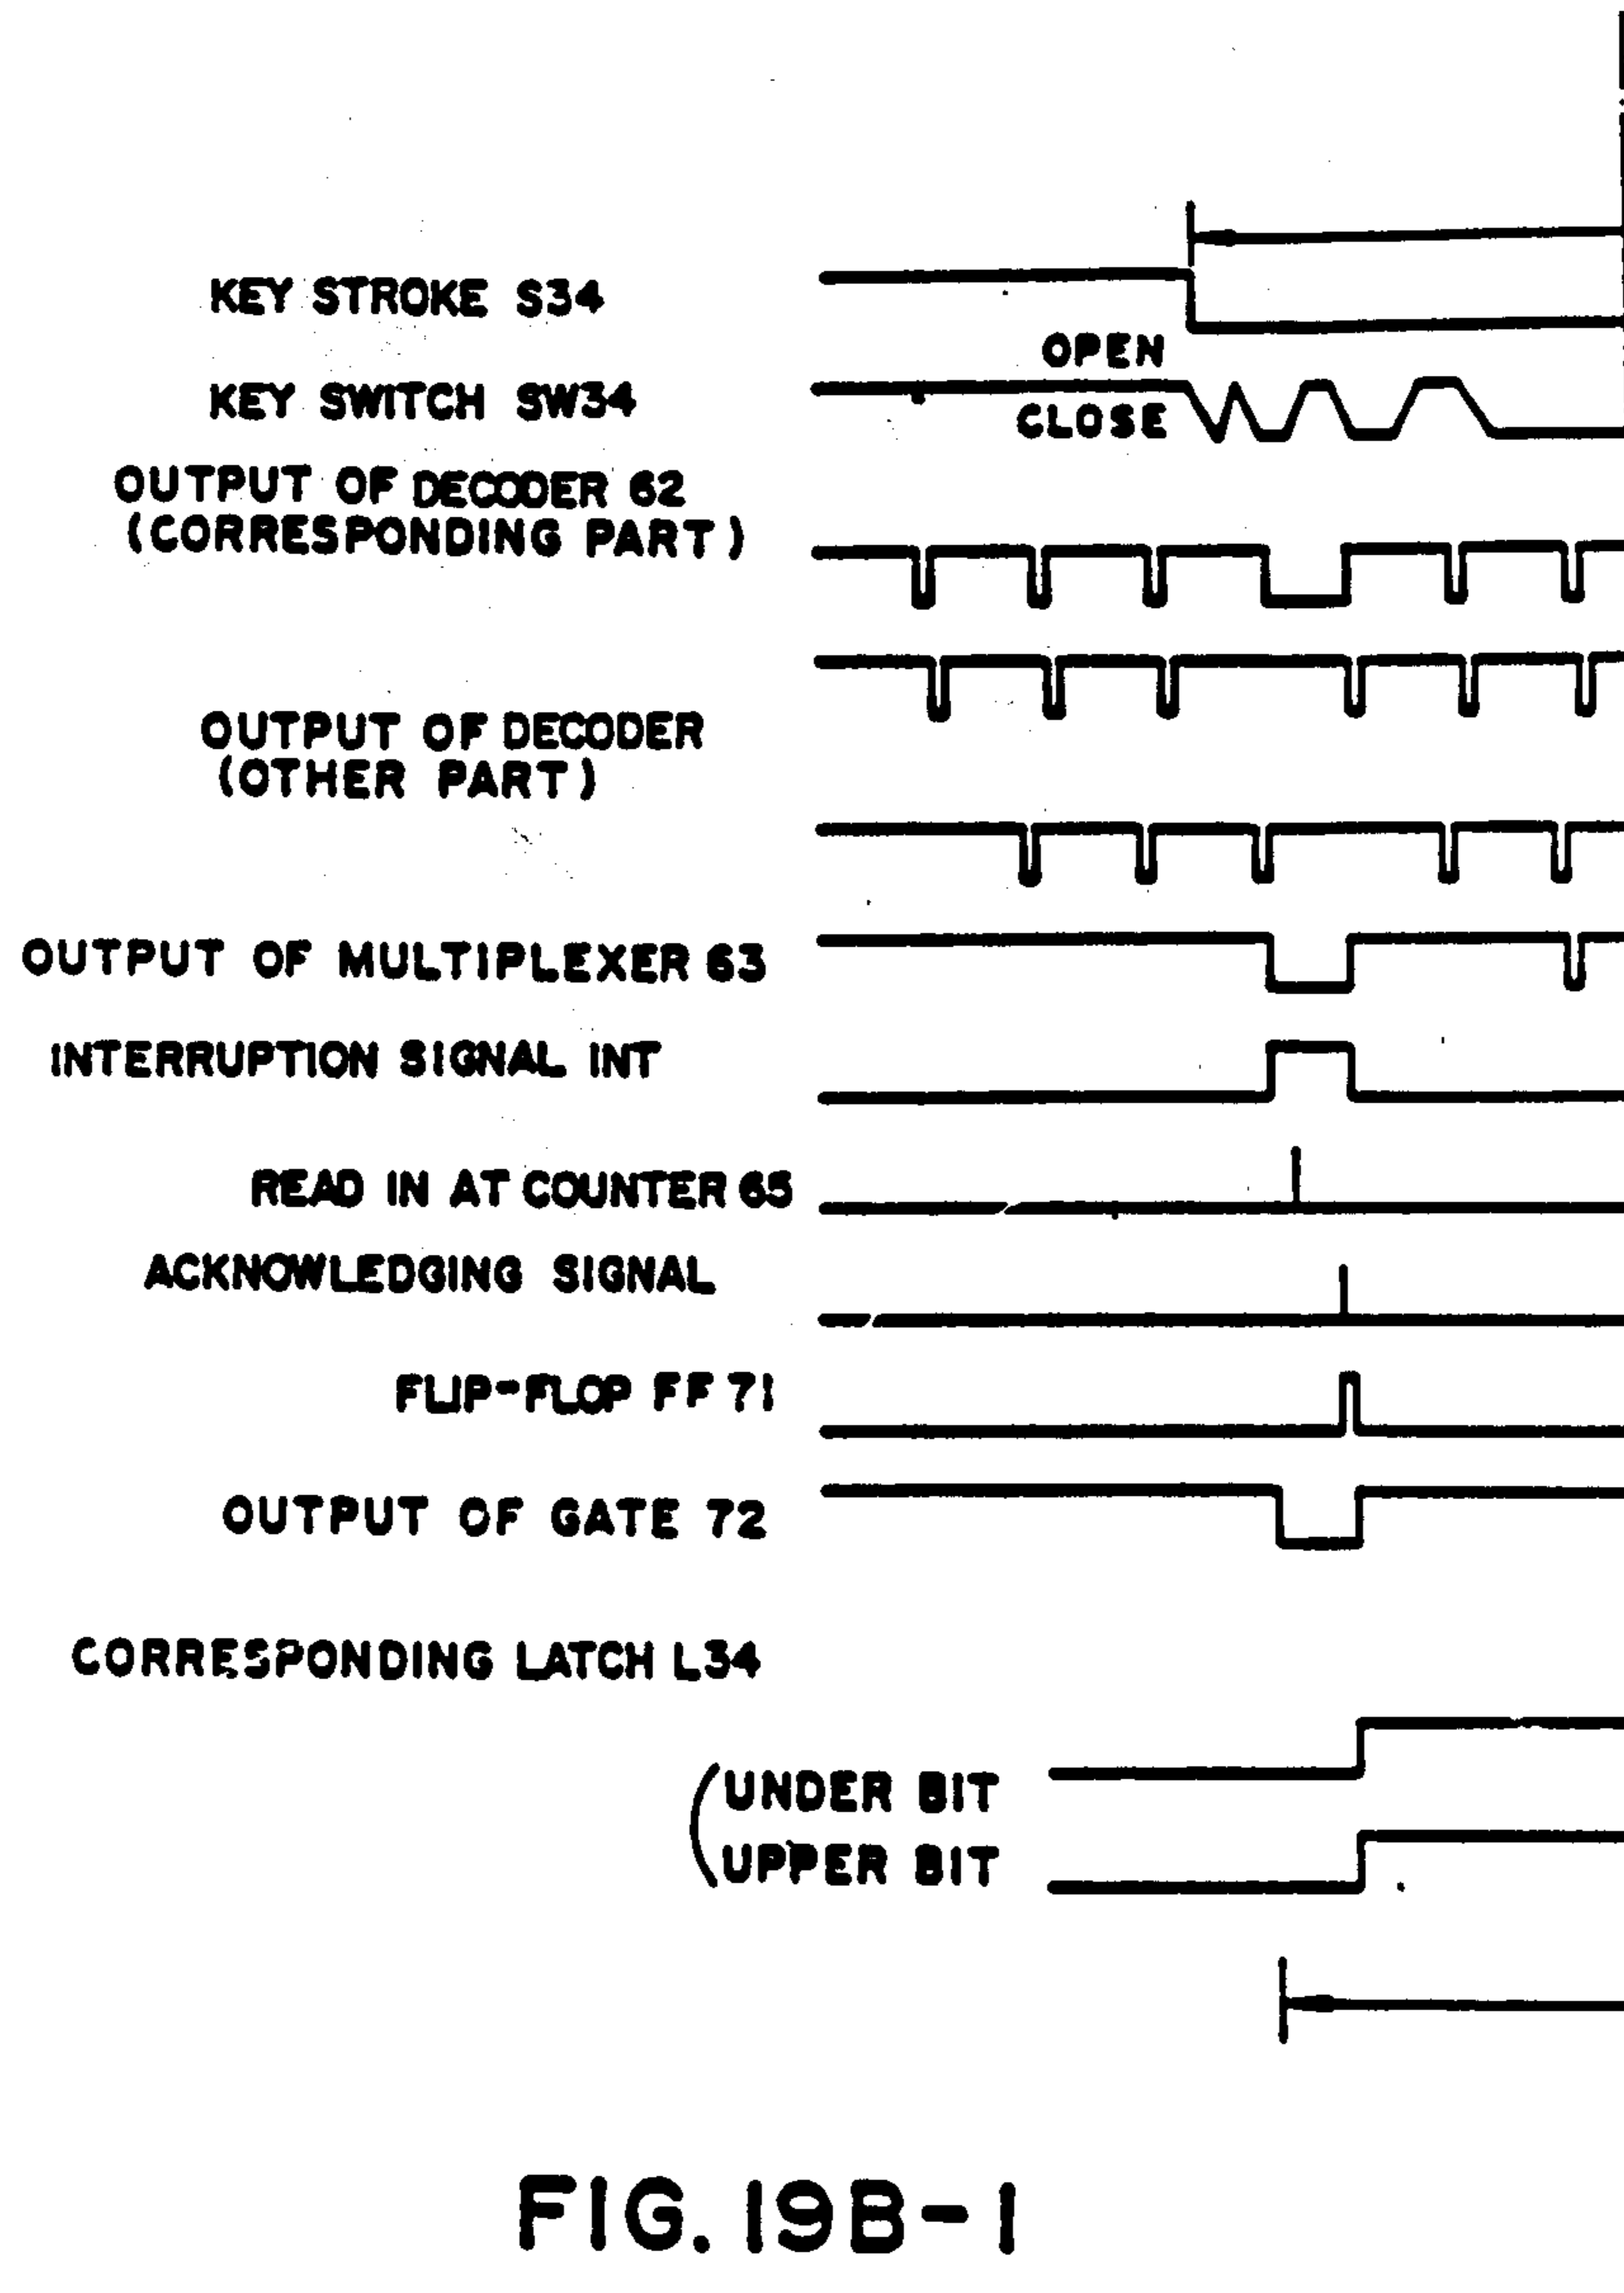 KEY STROKE S34
OPEN
KEY SWITCH SW34
CLOSE
OUTPUT OF DECODER 62
(CORRESPONDING PART)
OUTPUT OF DECODER
(OTHER PART)
OUTPUT OF MULTIPLEXER 63
INTERRUPTION SIGNAL INT
READ IN AT COUNTER 65
ACKNOWLEDGING SIGNAL
FLIP-FLOP FF 71
OUTPUT OF GATE 72
CORRESPONDING LATCH L34
(UNDER BIT
UPPER BIT
FIG. 19B-1